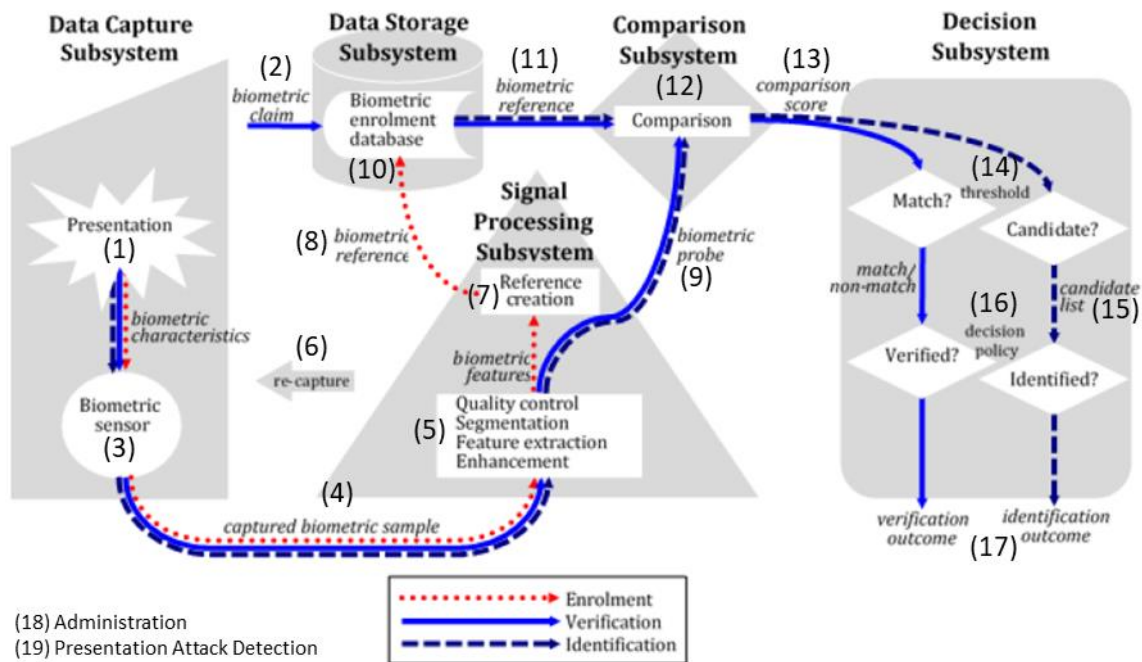 Data Capture
Subsystem
Data Storage
Subsystem
Comparison
Subsystem
Decision
Subsystem
(2)
biometric
claim
Biometric
enrolment
database
(10)
(11)
biometric
reference
(12)
Comparison
(13)
comparison
score
Presentation
(1)
biometric
characteristics
Biometric
sensor
(3)
(4)
captured biometric sample
(6)
re-capture
Signal
Processing
Subsystem
(8)
biometric
reference
(7)
Reference
creation
biometric
features
(5)
Quality control
Segmentation
Feature extraction
Enhancement
biometric
probe
(9)
(14)
threshold
Match?
Candidate?
match/
non-match
candidate
list
(15)
(16)
decision
policy
Verified?
Identified?
verification
outcome
identification
outcome
(17)
Enrolment
Verification
Identification
(18) Administration
(19) Presentation Attack Detection